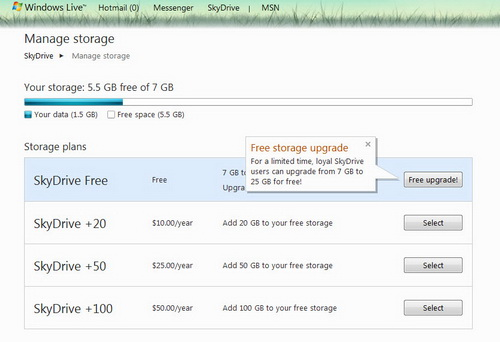 Windows Live™ Hotmail (0) Messenger SkyDrive | MSN
Manage storage
SkyDrive ► Manage storage
Your storage: 5.5 GB free of 7 GB
Your data (1.5 GB) Free space (5.5 GB)
Storage plans
Free storage upgrade
For a limited time, loyal SkyDrive
users can upgrade from 7 GB to
25 GB for free!
SkyDrive Free Free 7 GB Free upgrade!
SkyDrive +20 $10.00/year Add 20 GB to your free storage Select
SkyDrive +50 $25.00/year Add 50 GB to your free storage Select
SkyDrive +100 $50.00/year Add 100 GB to your free storage Select